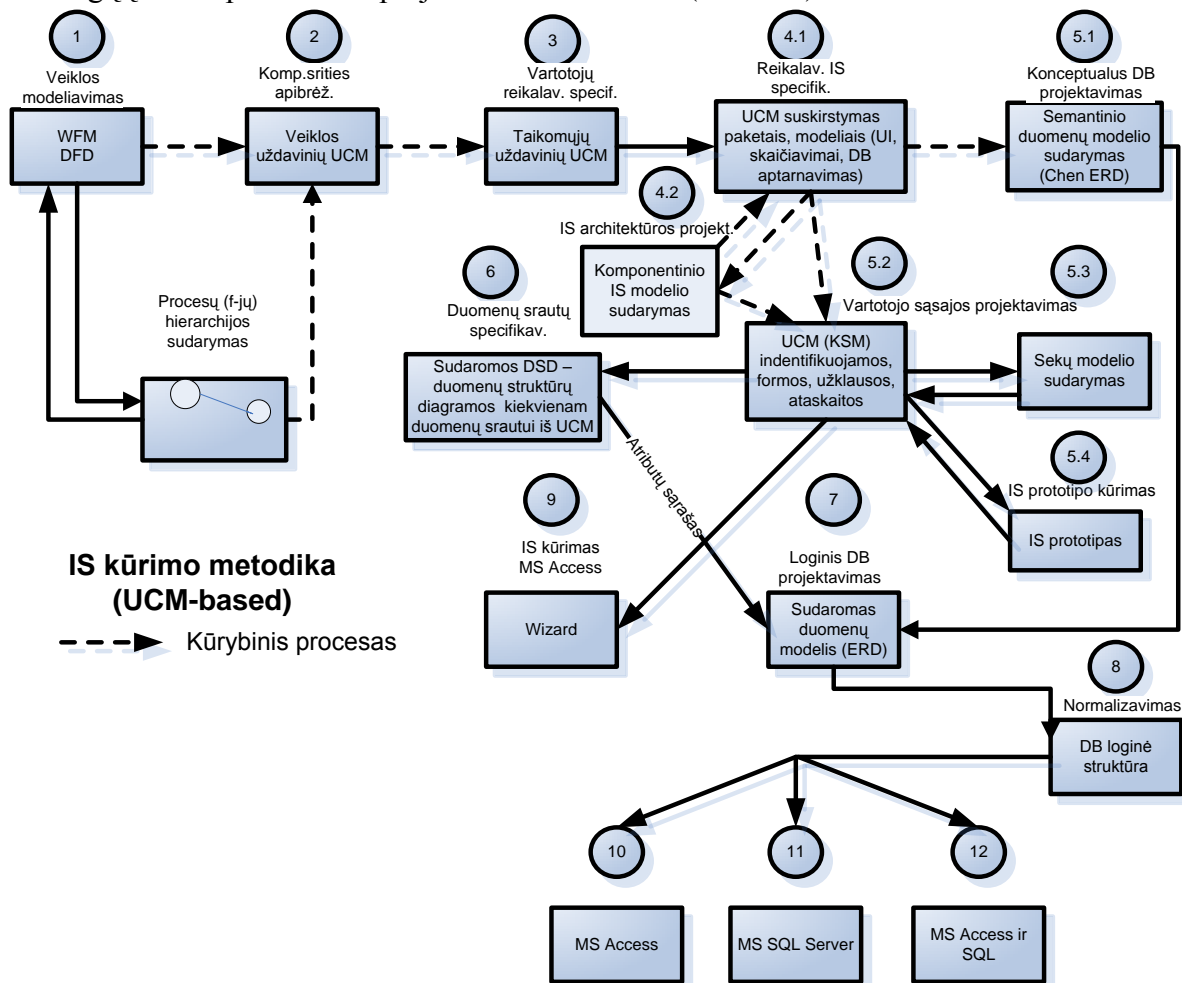 1
Veiklos
modeliavimas
WFM
DFD
2
Komp.srities
apibrėž.
Veiklos
uždavinių UCM
3
Vartotojų
reikalav. specif.
Taikomųjų
uždavinių UCM
4.1
Reikalav. IS
specifik.
UCM suskirstymas
paketais, modeliais (UI,
skaičiavimai, DB
aptarnavimas)
5.1
Konceptualus DB
projektavimas
Semantinio
duomenų modelio
sudarymas
(Chen ERD)
4.2
IS architektūros projekt.
Komponentinio
IS modelio
sudarymas
Procesų (f-jų)
hierarchijos
sudarymas
6
Duomenų srautų
specifikav.
Sudaromos DSD –
duomenų struktūrų
diagramos kiekvienam
duomenų srautui iš UCM
5.2
Vartotojo sąsajos projektavimas
UCM (KSM)
indentifikuojamos,
formos, užklausos,
ataskaitos
5.3
Sekų modelio
sudarymas
5.4
IS prototipo kūrimas
IS prototipas
Atributų sąrašas
9
IS kūrimas
MS Access
Wizard
7
Loginis DB
projektavimas
Sudaromas
duomenų
modelis (ERD)
IS kūrimo metodika
(UCM-based)
Kūrybinis procesas
8
Normalizavimas
DB loginė
struktūra
10
11
12
MS Access
MS SQL Server
MS Access ir
SQL